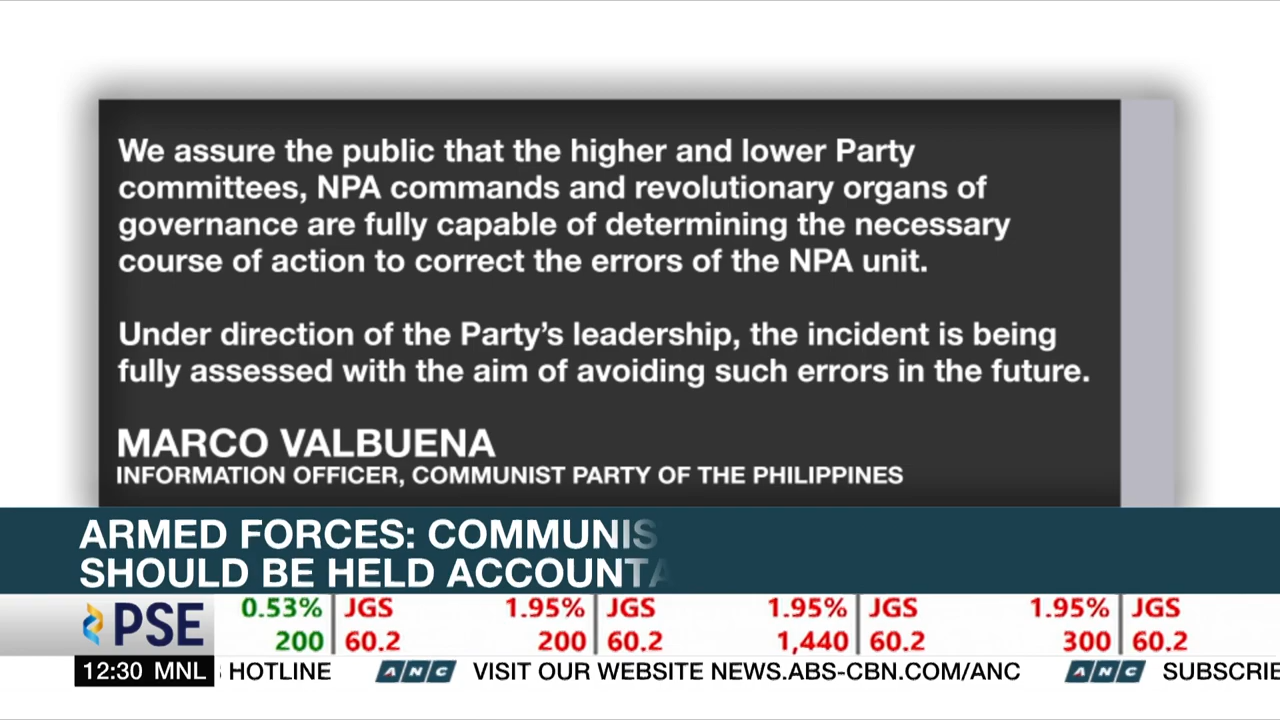 We assure the public that the higher and lower Party
committees, NPA commands and revolutionary organs of
governance are fully capable of determining the necessary
course of action to correct the errors of the NPA unit.
Under direction of the Party's leadership, the incident is being
fully assessed with the aim of avoiding such errors in the future.
MARCO VALBUENA
INFORMATION OFFICER, COMMUNIST PARTY OF THE PHILIPPINES
ARMED FORCES: COMMUNIS
SHOULD BE HELD ACCOUNTA
PSE
0.53% JGS 1.95% JGS 1.95% JGS 1.95% JGS
200 60.2 200 60.2 1,440 60.2 300 60.2
12:30 MNL HOTLINE ANC VISIT OUR WEBSITE NEWS.ABS-CBN.COM/ANC ANC SUBSCRIE